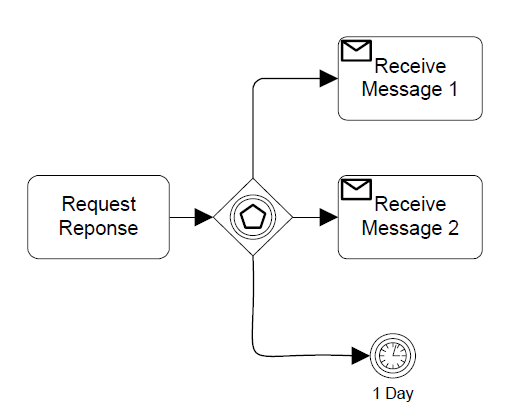 Receive
Message 1
Request
Reponse
Receive
Message 2
1 Day